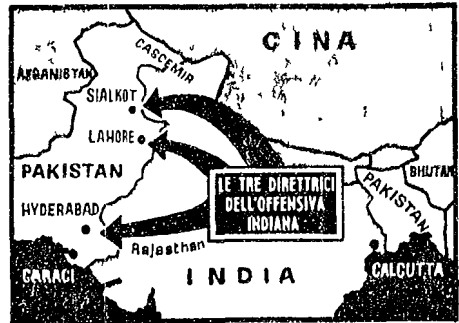 CINA
AFGANISTAN
CASCEMIR
SIALKOT
LAHORE
PAKISTAN
HYDERABAD
Rajasthan
CARACI
LE TRE DIRETTRICI
DELL'OFFENSIVA
INDIANA
INDIA
PAKISTAN
BHUTAN
CALCUTTA